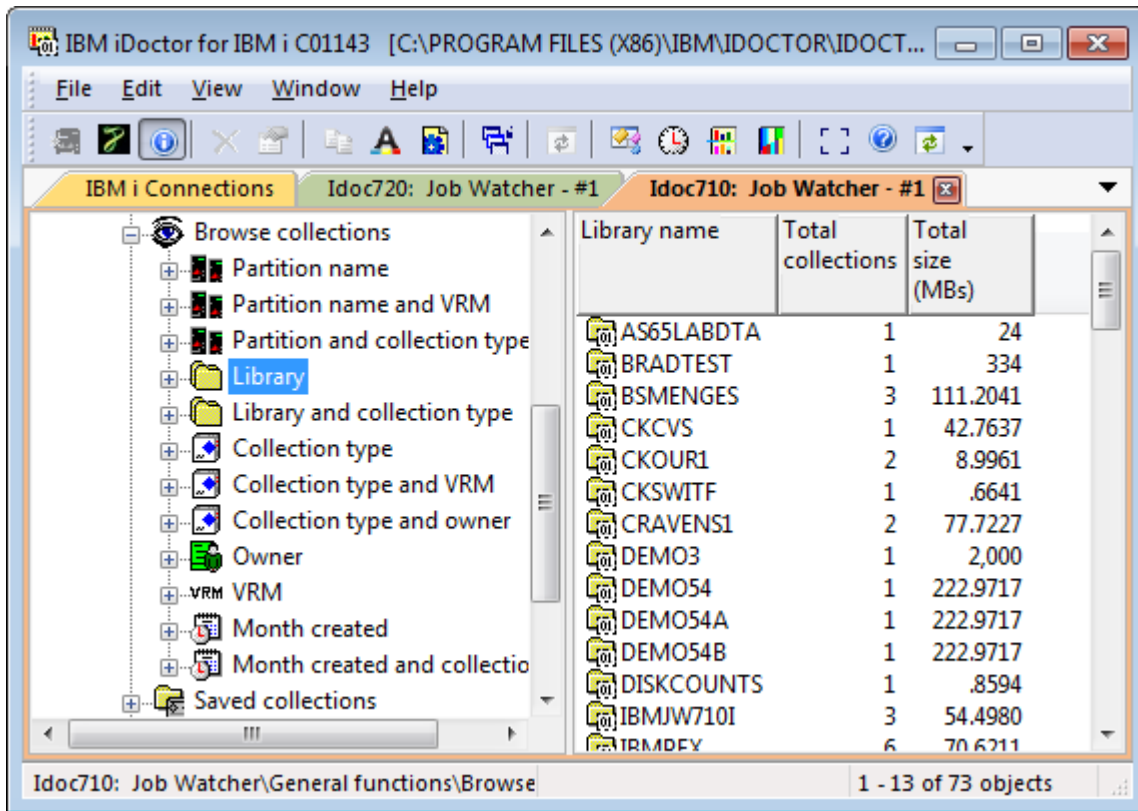 IBM iDoctor for IBM i C01143 [C:\PROGRAM FILES (X86)\IBM\IDOCTOR\IDOCT...
File Edit View Window Help
IBM i Connections Idoc720: Job Watcher - #1 Idoc710: Job Watcher - #1
Browse collections
Partition name
Partition name and VRM
Partition and collection type
Library
Library and collection type
Collection type
Collection type and VRM
Collection type and owner
Owner
VRM VRM
Month created
Month created and collectio
Saved collections
Library name Total collections Total size (MBs)
AS65LABDTA 1 24
BRADTEST 1 334
BSMENGES 3 111.2041
CKCVS 1 42.7637
CKOUR1 2 8.9961
CKSWITF 1 .6641
CRAVENS1 2 77.7227
DEMO3 1 2,000
DEMO54 1 222.9717
DEMO54A 1 222.9717
DEMO54B 1 222.9717
DISKCOUNTS 1 .8594
IBMJW710I 3 54.4980
IBMPEX 6 70.6211
Idoc710: Job Watcher\General functions\Browse 1 - 13 of 73 objects